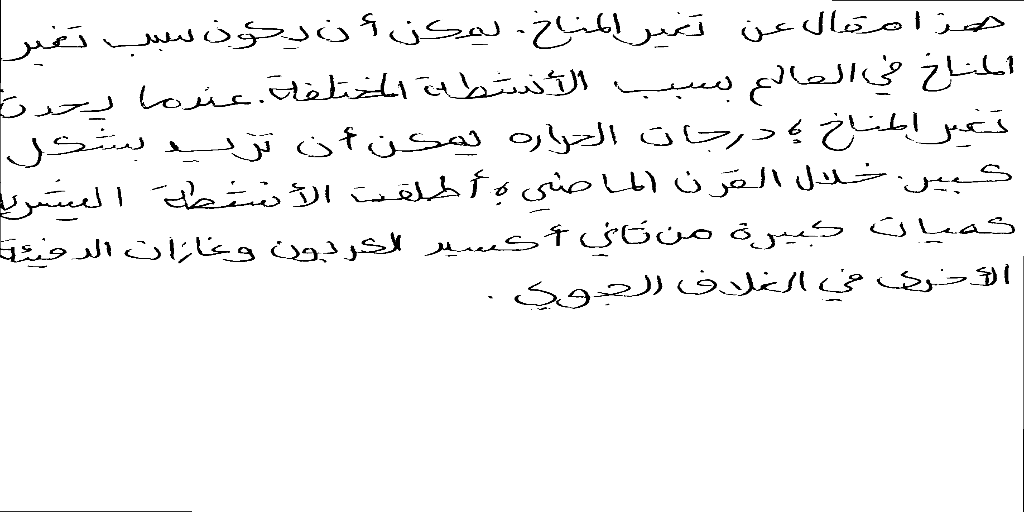 هذا مقال عن تغير المناخ. يمكن أن يكون سبب تغير
المناخ في العالم بسبب الأنشطة المختلفة. عندما يحدث
تغير المناخ ، درجات الحراره يمكن أن تزيد بشكل
كبير. خلال القرن الماضي ، أطلقت الأنشطة البشرية
كميات كبيرة من ثاني أكسيد الكربون وغازات الدفيئة
الأخرى في الغلاف الجوي .